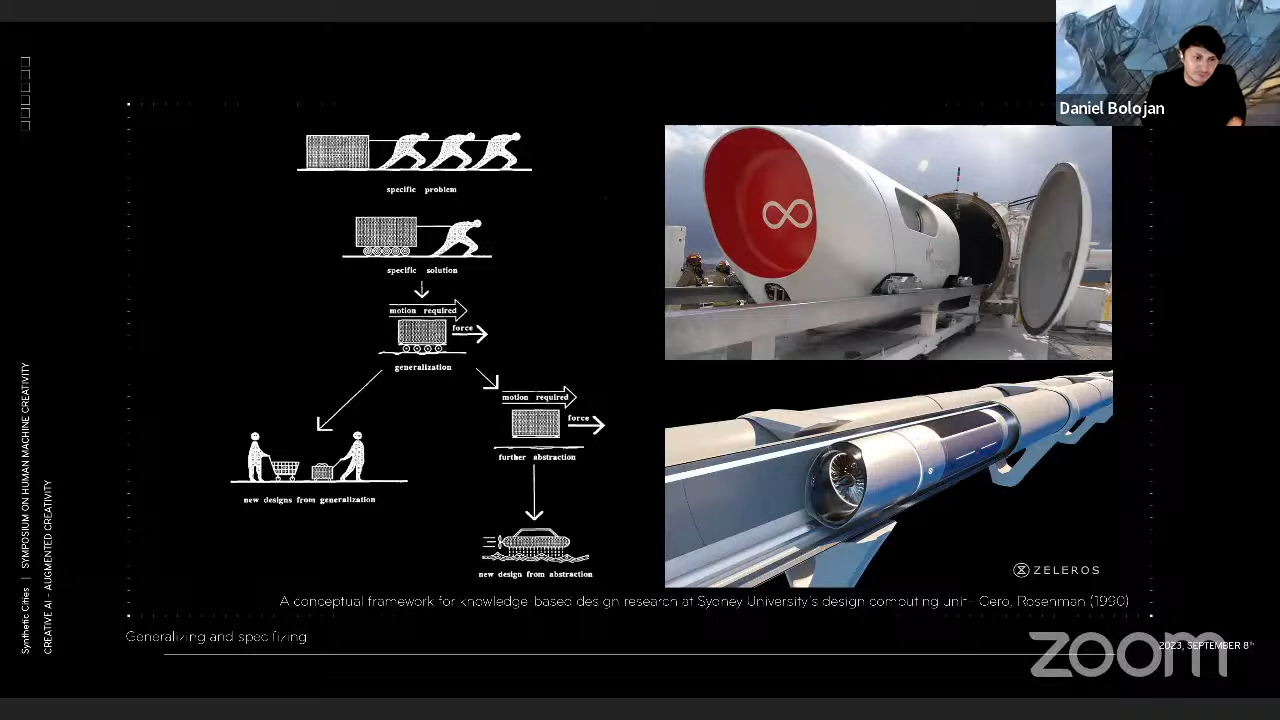 Daniel Bolojan
specific problem
specific solution
motion required
force
generalization
motion required
force
further abstraction
new designs from generalization
new design from abstraction
ZELEROS
A conceptual framework for knowledge-based design research at Sydney University's design computing unit– Gero, Rosenman (1990)
Generalizing and specifizing
2023, SEPTEMBER 8th
zoom
Synthetic Cities | SYMPOSIUM ON HUMAN MACHINE CREATIVITY
CREATIVE AI - AUGMENTED CREATIVITY